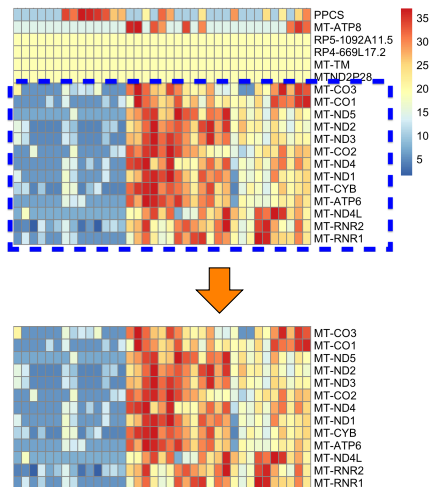 PPCS
MT-ATP8
RP5-1092A11.5
RP4-669L17.2
MT-TM
MTND2P28
MT-CO3
MT-CO1
MT-ND5
MT-ND2
MT-ND3
MT-CO2
MT-ND4
MT-ND1
MT-CYB
MT-ATP6
MT-ND4L
MT-RNR2
MT-RNR1
35
30
25
20
15
10
5
MT-CO3
MT-CO1
MT-ND5
MT-ND2
MT-ND3
MT-CO2
MT-ND4
MT-ND1
MT-CYB
MT-ATP6
MT-ND4L
MT-RNR2
MT-RNR1